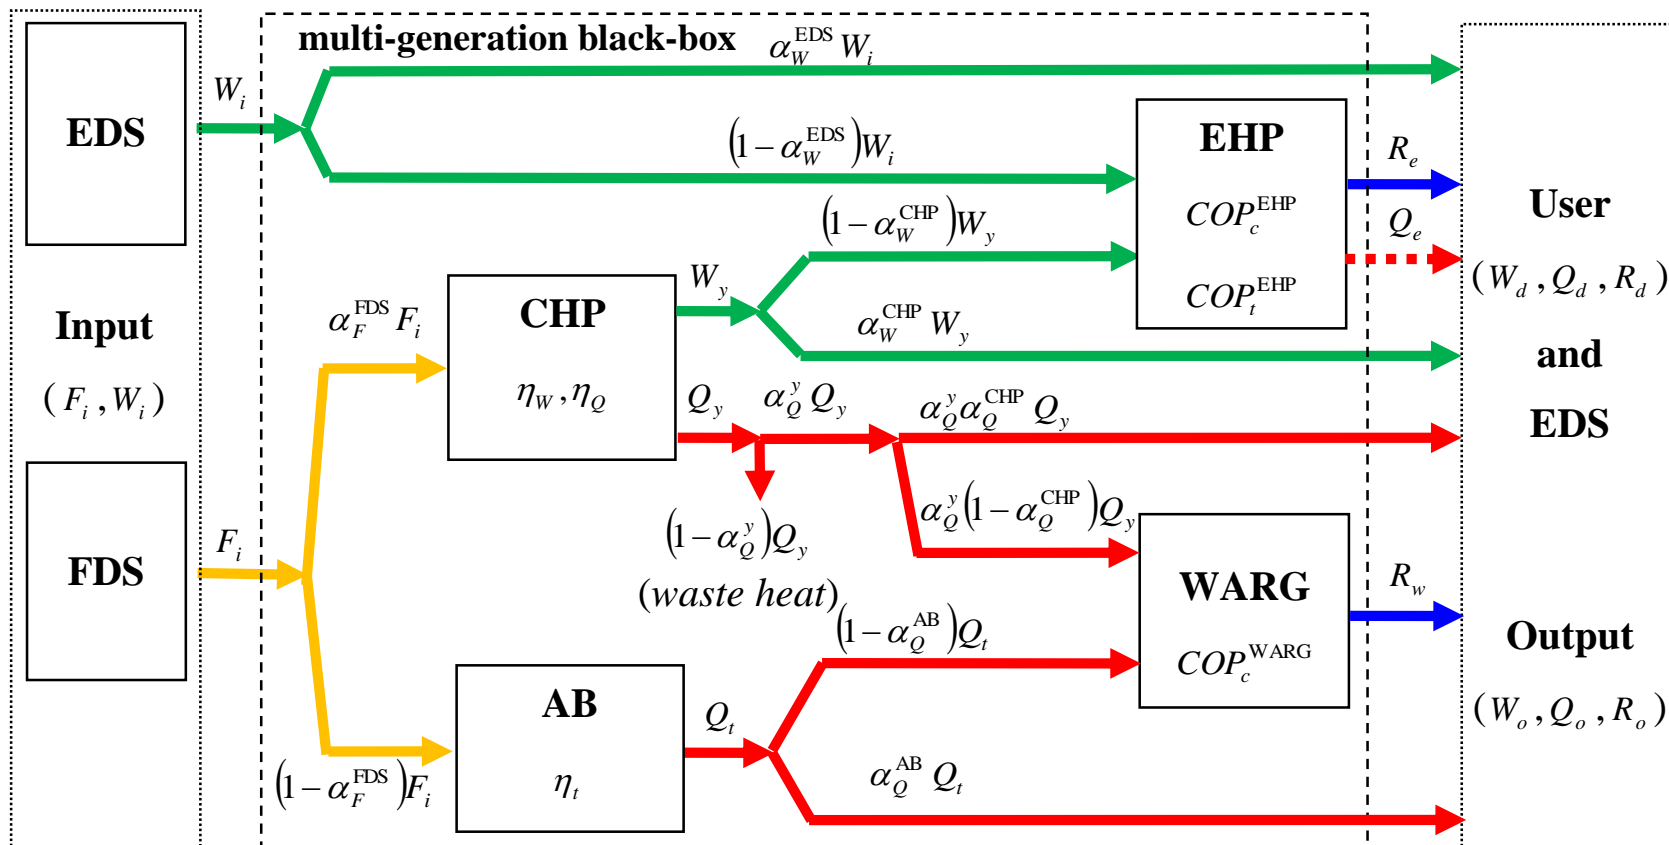 multi-generation black-box
EDS
W_i
α_W^EDS W_i
(1-α_W^EDS)W_i
EHP
COP_c^EHP
COP_t^EHP
R_e
Q_e
User
(W_d, Q_d, R_d)
and
EDS
Output
(W_o, Q_o, R_o)
Input
(F_i, W_i)
FDS
F_i
α_F^FDS F_i
(1-α_F^FDS)F_i
CHP
η_W, η_Q
W_y
(1-α_W^CHP)W_y
α_W^CHP W_y
Q_y
α_Q^y Q_y
α_Q^y α_Q^CHP Q_y
α_Q^y(1-α_Q^CHP)Q_y
(1-α_Q^y)Q_y
(waste heat)
WARG
COP_c^WARG
R_w
AB
η_t
Q_t
(1-α_Q^AB)Q_t
α_Q^AB Q_t